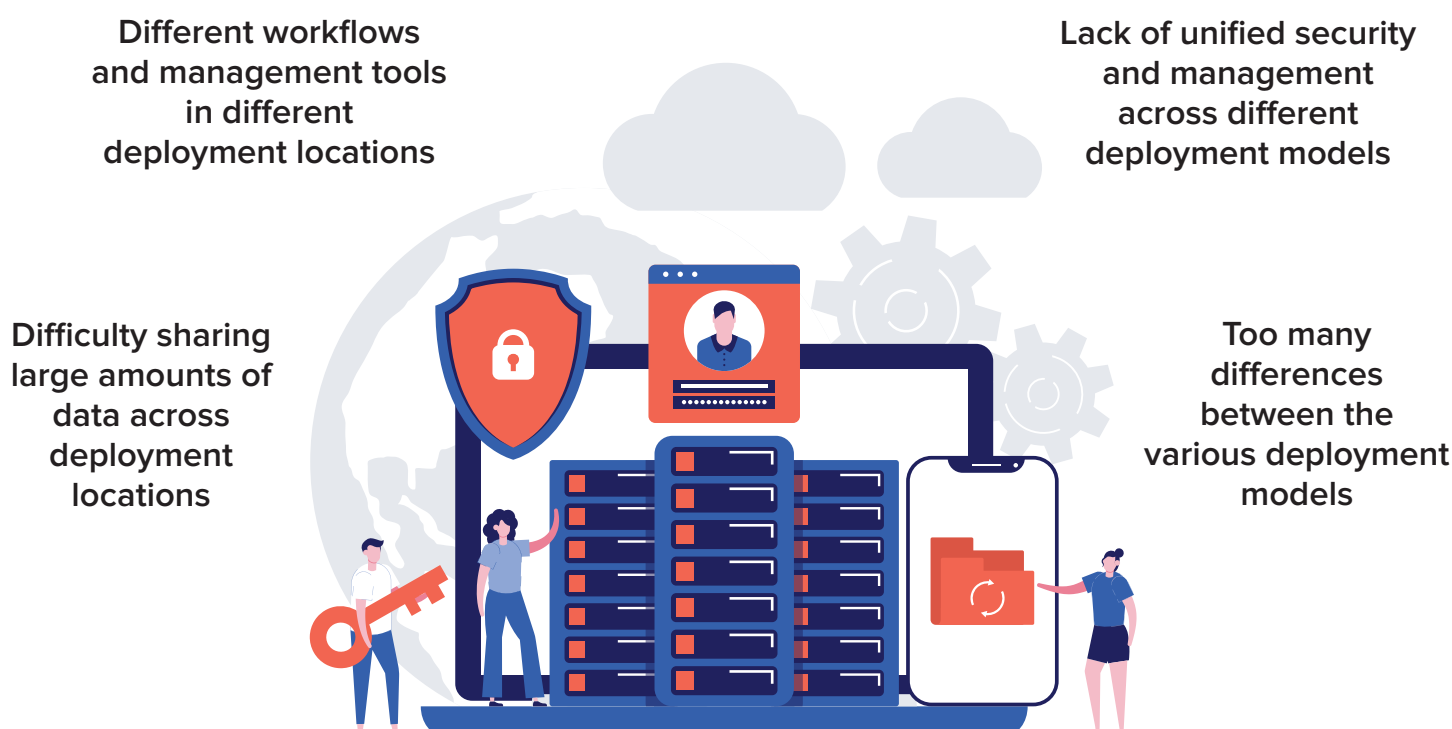 Different workflows
and management tools
in different
deployment locations
Lack of unified security
and management
across different
deployment models
Difficulty sharing
large amounts of
data across
deployment
locations
Too many
differences
between the
various deployment
models